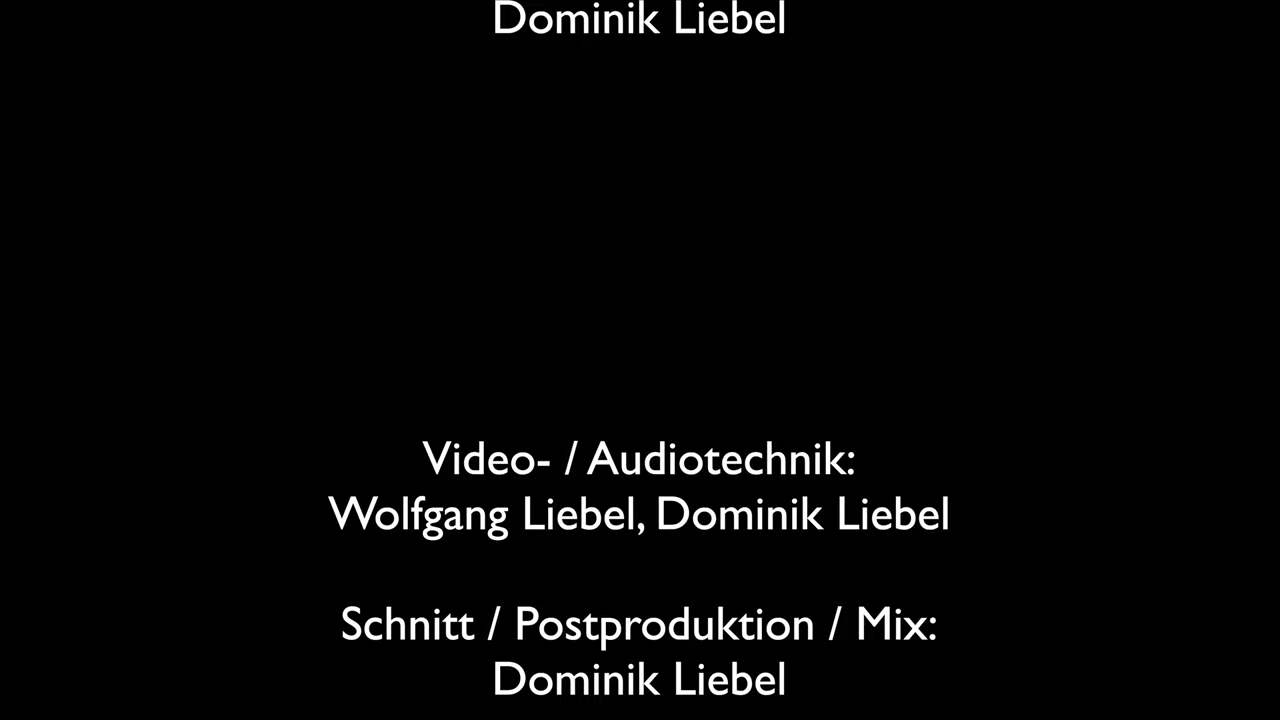 Dominik Liebel
Video- / Audiotechnik:
Wolfgang Liebel, Dominik Liebel
Schnitt / Postproduktion / Mix:
Dominik Liebel